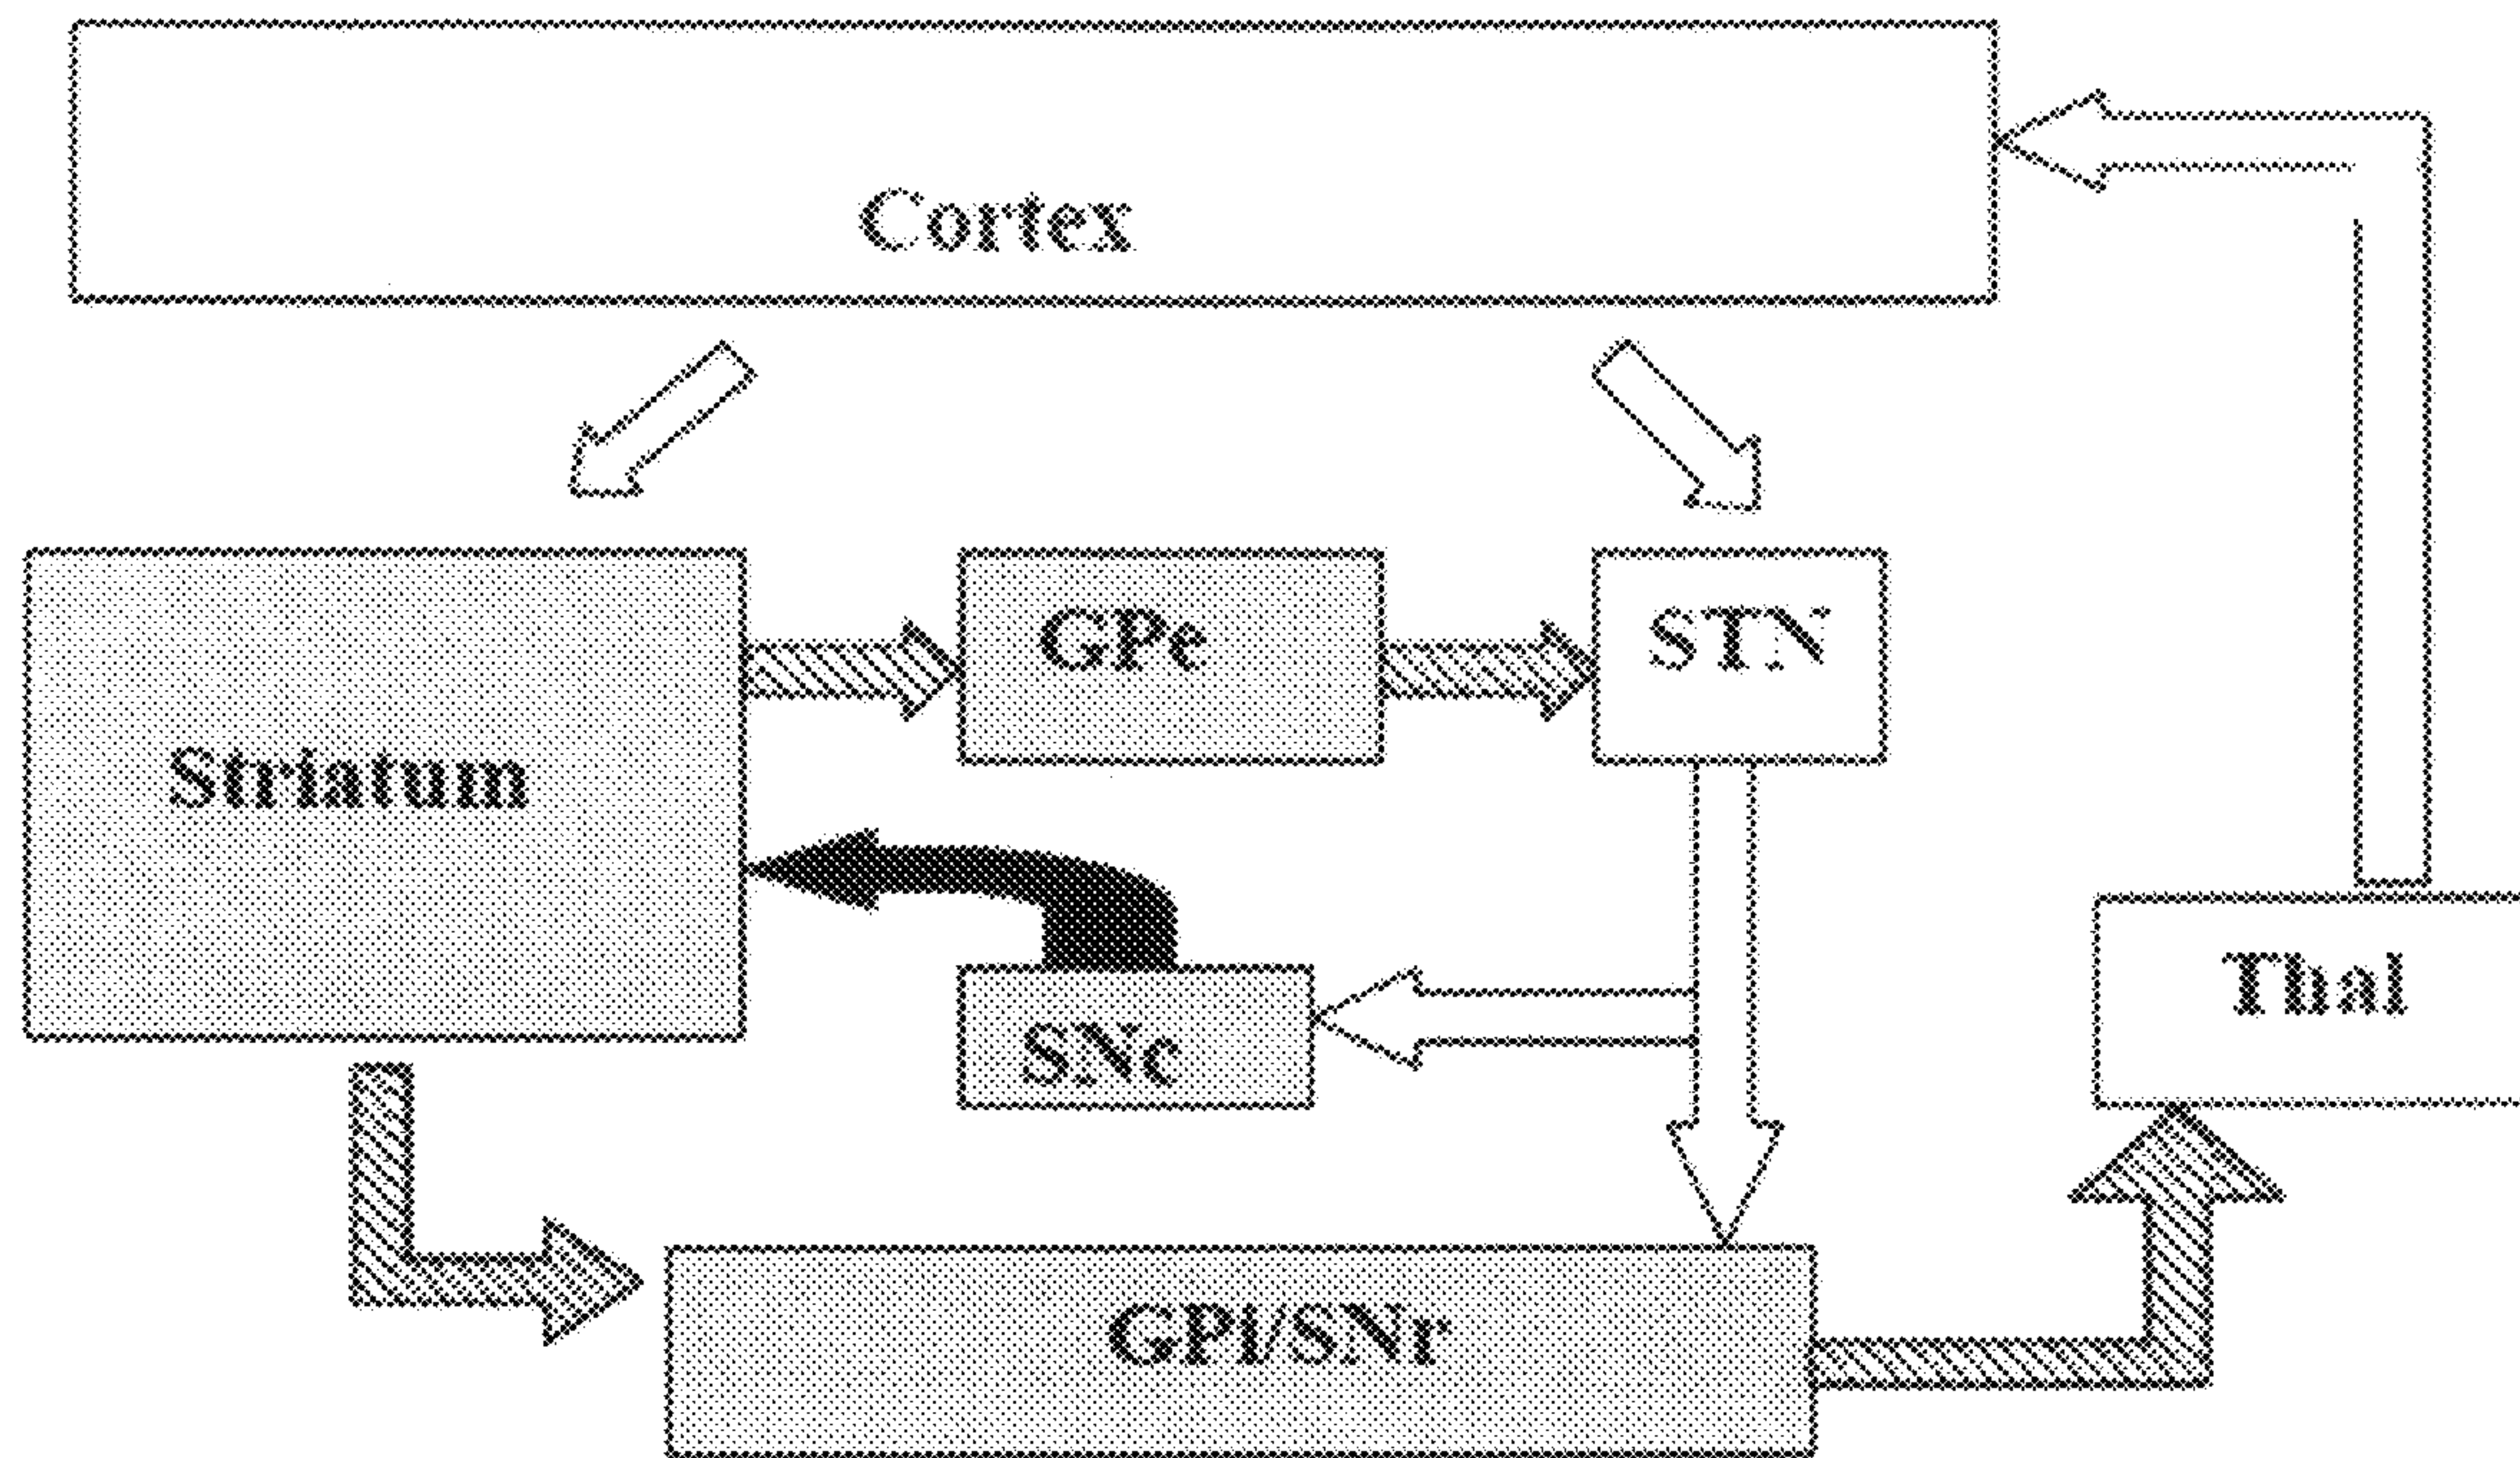 Cortex
Striatum
GPe
STN
SNc
Thal
GPi/SNr